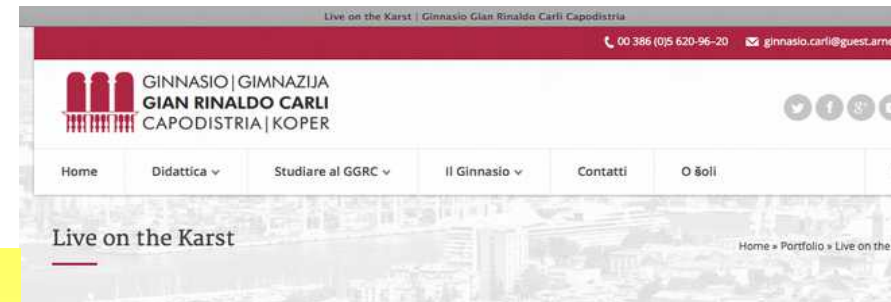 Live on the Karst | Ginnasio Gian Rinaldo Carli Capodistria
00 386 (0)5 620-96-20 ginnasio.carli@guest.arne
GINNASIO | GIMNAZIJA
GIAN RINALDO CARLI
CAPODISTRIA | KOPER
Home Didattica Studiare al GGRC Il Ginnasio Contatti O šoli
Live on the Karst
Home » Portfolio » Live on the